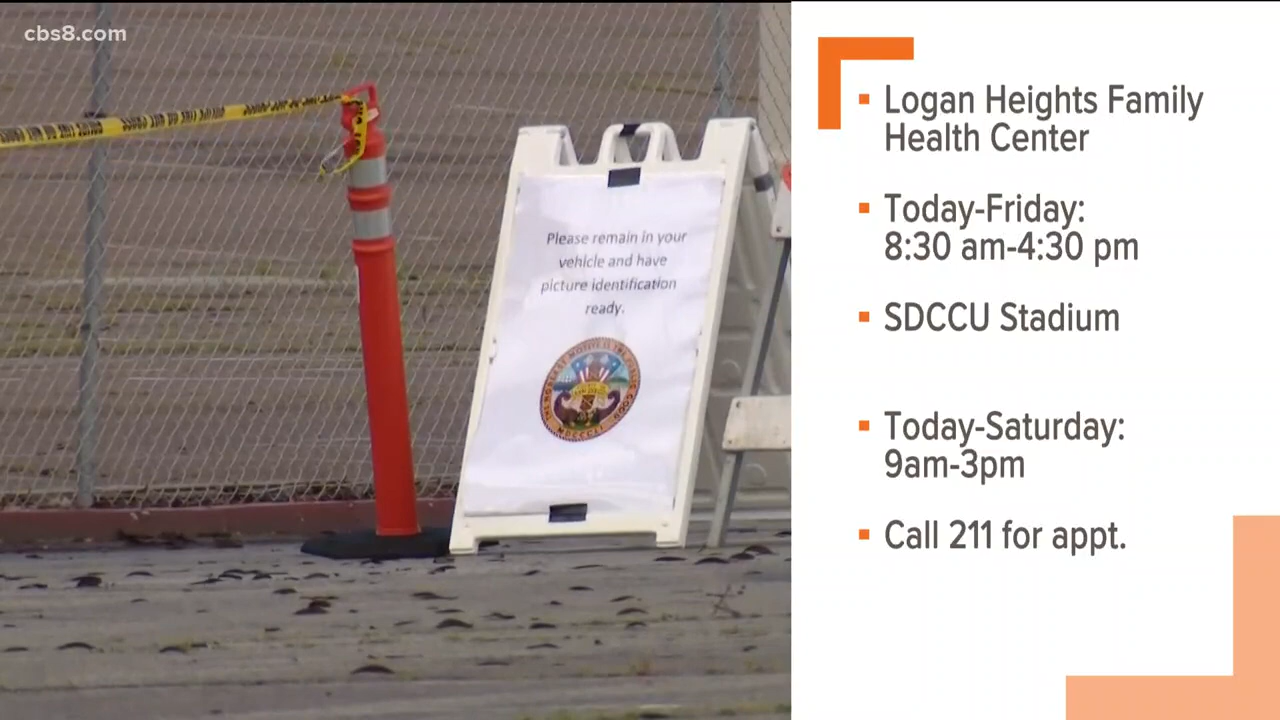 cbs8.com
Please remain in your
vehicle and have
picture identification
ready.
MDCCCLII
Logan Heights Family
Health Center
Today-Friday:
8:30 am-4:30 pm
SDCCU Stadium
Today-Saturday:
9am-3pm
Call 211 for appt.